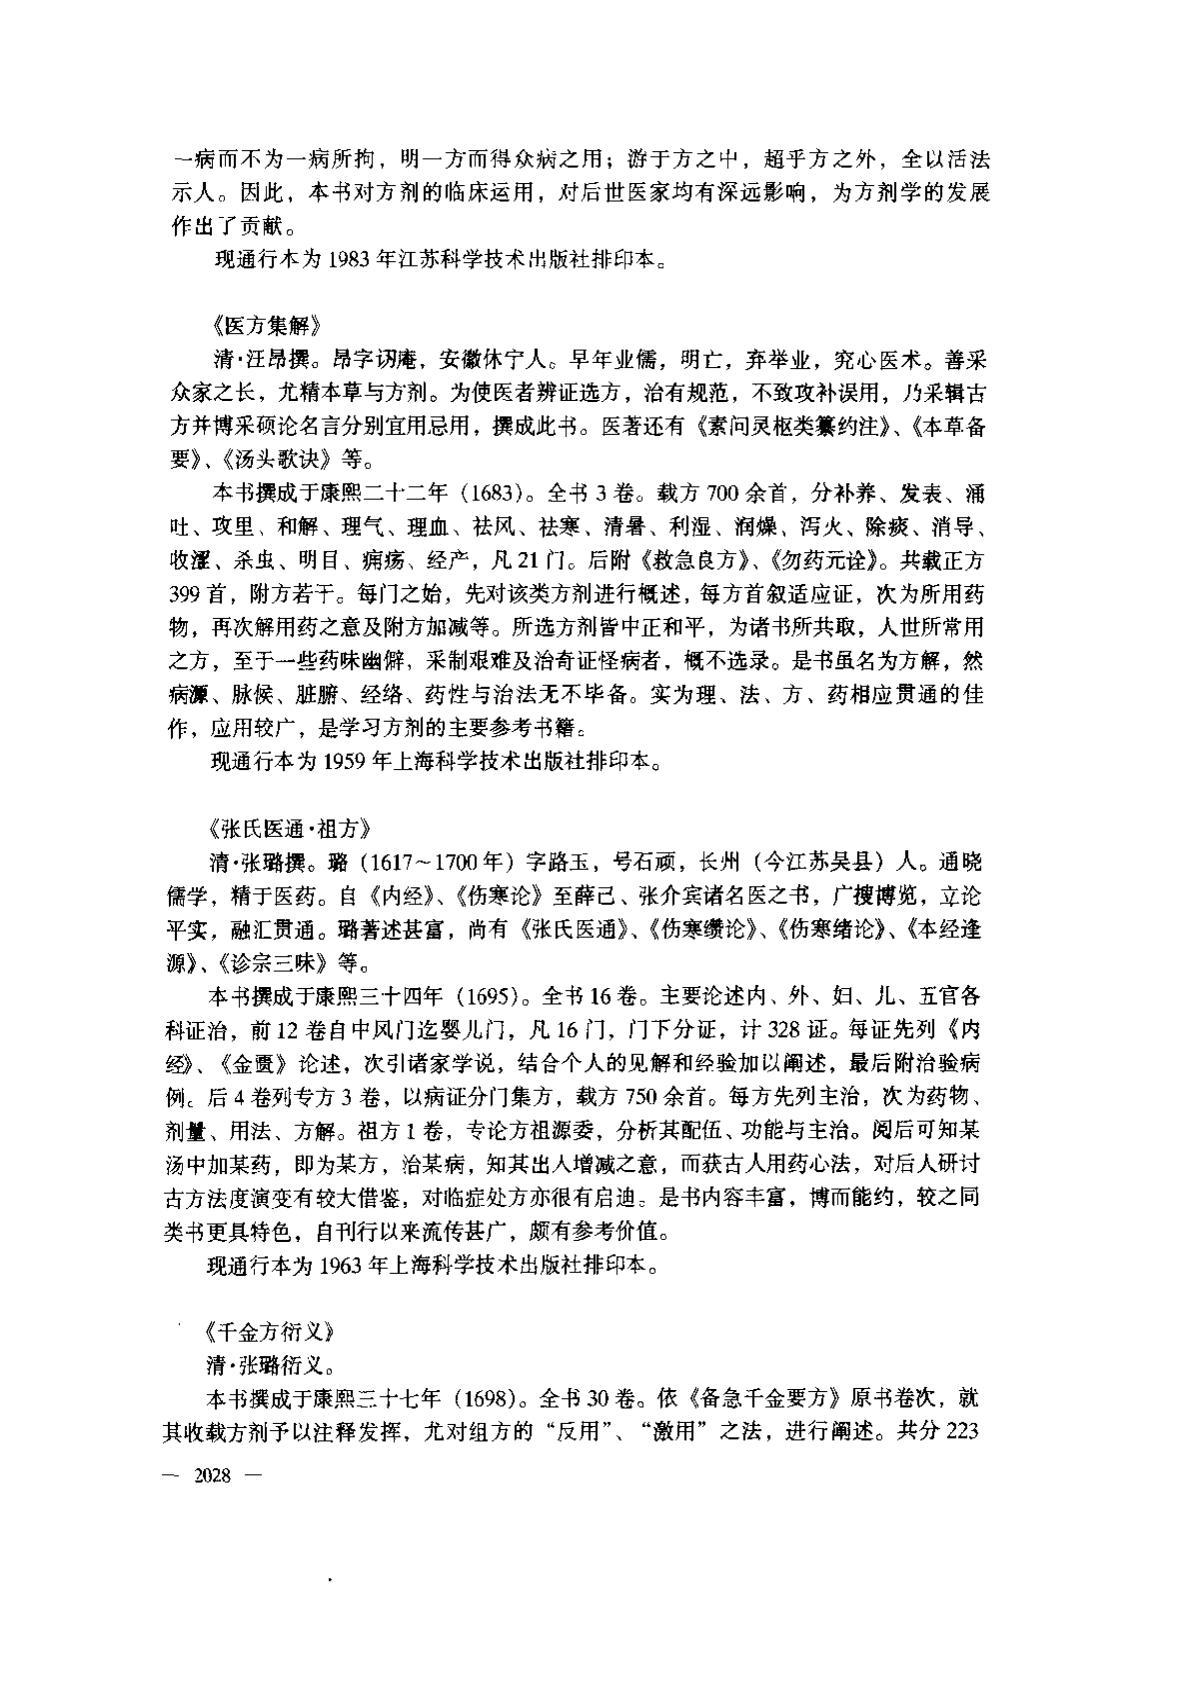 一病而不为一病所拘，明一方而得众病之用；游于方之中，超乎方之外，全以活法
示人。因此，本书对方剂的临床运用，对后世医家均有深远影响，为方剂学的发展
作出了贡献。
现通行本为 1983 年江苏科学技术出版社排印本。
《医方集解》
清·汪昂撰。昂字讱庵，安徽休宁人。早年业儒，明亡，弃举业，究心医术。善采
众家之长，尤精本草与方剂。为使医者辨证选方，治有规范，不致攻补误用，乃采辑古
方并博采硕论名言分别宜用忌用，撰成此书。医著还有《素问灵枢类纂约注》、《本草备
要》、《汤头歌诀》等。
本书撰成于康熙二十二年（1683）。全书 3 卷。载方 700 余首，分补养、发表、涌
吐、攻里、和解、理气、理血、祛风、祛寒、清暑、利湿、润燥、泻火、除痰、消导、
收涩、杀虫、明目、痈疡、经产，凡 21 门。后附《救急良方》、《勿药元诠》。共载正方
399 首，附方若干。每门之始，先对该类方剂进行概述，每方首叙适应证，次为所用药
物，再次解用药之意及附方加减等。所选方剂皆中正和平，为诸书所共取，人世所常用
之方，至于一些药味幽僻，采制艰难及治奇证怪病者，概不选录。是书虽名为方解，然
病源、脉候、脏腑、经络、药性与治法无不毕备。实为理、法、方、药相应贯通的佳
作，应用较广，是学习方剂的主要参考书籍。
现通行本为 1959 年上海科学技术出版社排印本。
《张氏医通·祖方》
清·张璐撰。璐（1617～1700 年）字路玉，号石顽，长州（今江苏吴县）人。通晓
儒学，精于医药。自《内经》、《伤寒论》至薛己、张介宾诸名医之书，广搜博览，立论
平实，融汇贯通。璐著述甚富，尚有《张氏医通》、《伤寒缵论》、《伤寒绪论》、《本经逢
源》、《诊宗三昧》等。
本书撰成于康熙三十四年（1695）。全书 16 卷。主要论述内、外、妇、儿、五官各
科证治，前 12 卷自中风门迄婴儿门，凡 16 门，门下分证，计 328 证。每证先列《内
经》、《金匮》论述，次引诸家学说，结合个人的见解和经验加以阐述，最后附治验病
例。后 4 卷列专方 3 卷，以病证分门集方，载方 750 余首。每方先列主治，次为药物、
剂量、用法、方解。祖方 1 卷，专论方祖源委，分析其配伍、功能与主治。阅后可知某
汤中加某药，即为某方，治某病，知其出入增减之意，而获古人用药心法，对后人研讨
古方法度演变有较大借鉴，对临症处方亦很有启迪。是书内容丰富，博而能约，较之同
类书更具特色，自刊行以来流传甚广，颇有参考价值。
现通行本为 1963 年上海科学技术出版社排印本。
《千金方衍义》
清·张璐衍义。
本书撰成于康熙三十七年（1698）。全书 30 卷。依《备急千金要方》原书卷次，就
其收载方剂予以注释发挥，尤对组方的“反用”、“激用”之法，进行阐述。共分 223
— 2028 —